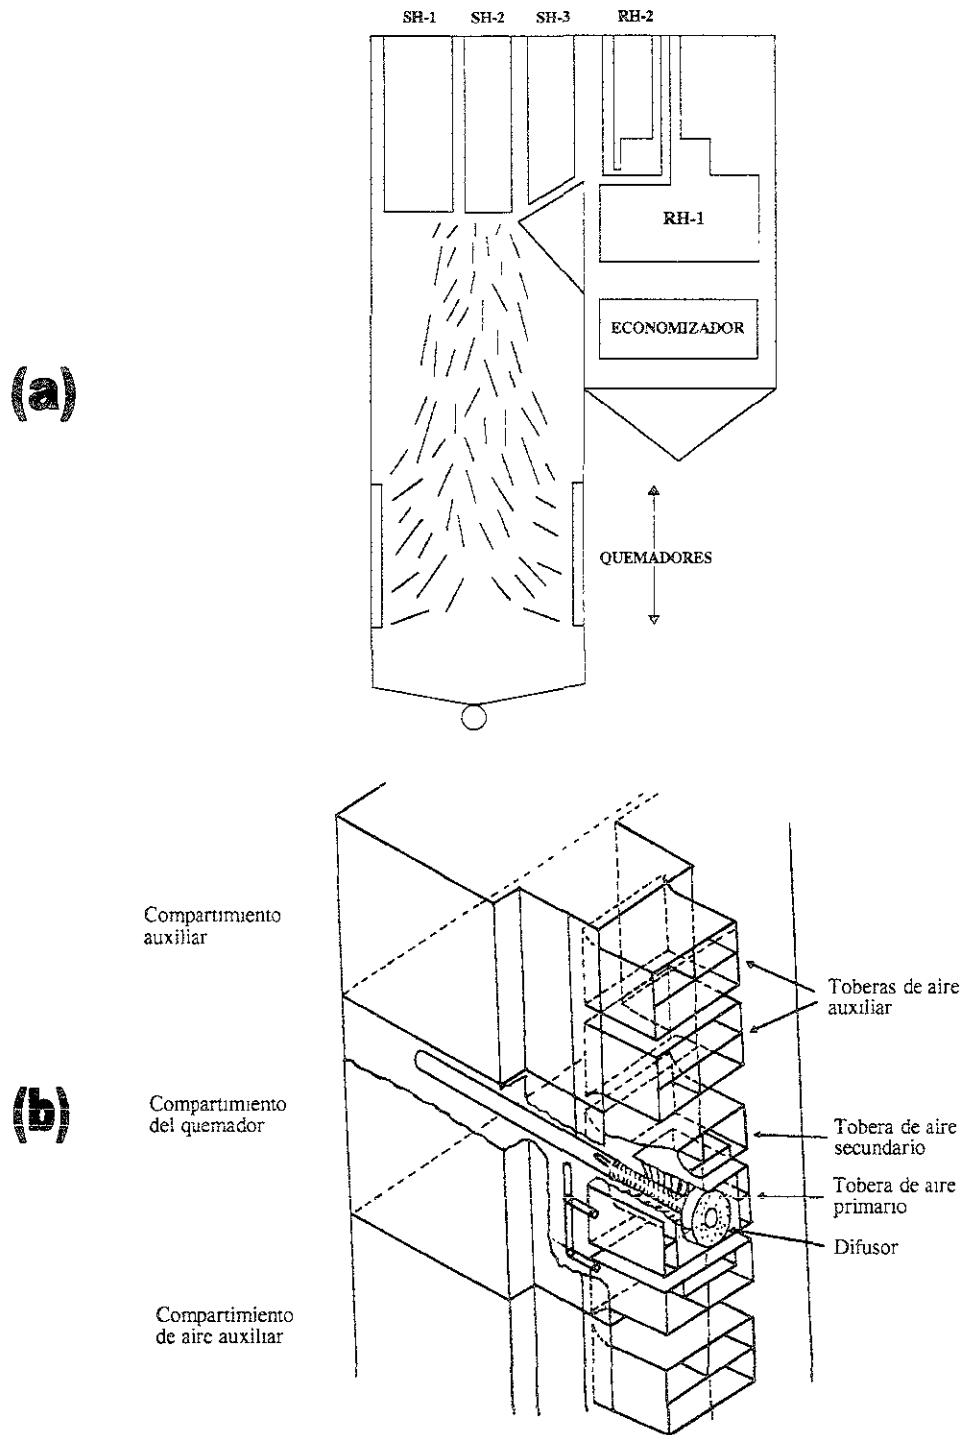 SH-1 SH-2 SH-3 RH-2
RH-1
ECONOMIZADOR
(a)
QUEMADORES
Compartimiento
auxiliar
Toberas de aire
auxiliar
(b)
Compartimiento
del quemador
Tobera de aire
secundario
Tobera de aire
primario
Difusor
Compartimiento
de aire auxiliar